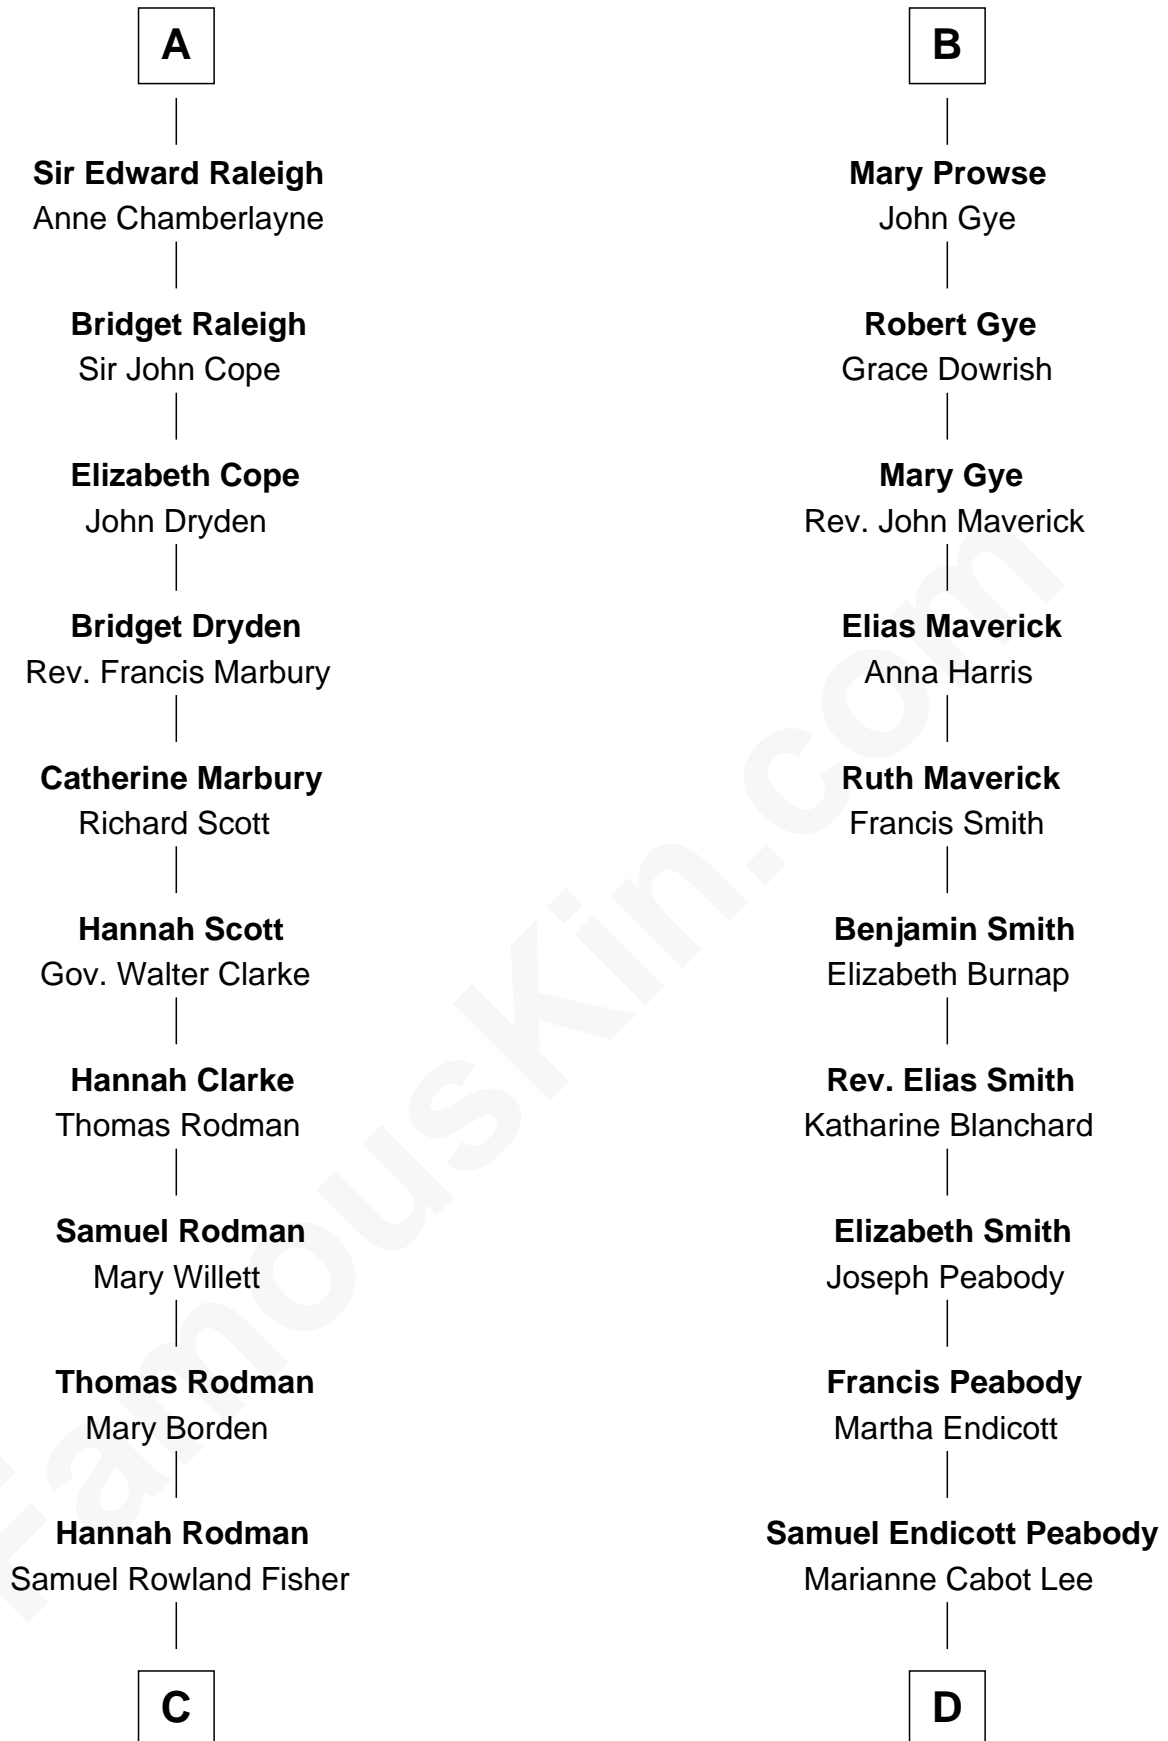 A
Sir Edward Raleigh
Anne Chamberlayne
Bridget Raleigh
Sir John Cope
Elizabeth Cope
John Dryden
Bridget Dryden
Rev. Francis Marbury
Catherine Marbury
Richard Scott
Hannah Scott
Gov. Walter Clarke
Hannah Clarke
Thomas Rodman
Samuel Rodman
Mary Willett
Thomas Rodman
Mary Borden
Hannah Rodman
Samuel Rowland Fisher
C
B
Mary Prowse
John Gye
Robert Gye
Grace Dowrish
Mary Gye
Rev. John Maverick
Elias Maverick
Anna Harris
Ruth Maverick
Francis Smith
Benjamin Smith
Elizabeth Burnap
Rev. Elias Smith
Katharine Blanchard
Elizabeth Smith
Joseph Peabody
Francis Peabody
Martha Endicott
Samuel Endicott Peabody
Marianne Cabot Lee
D
FamousKin.com